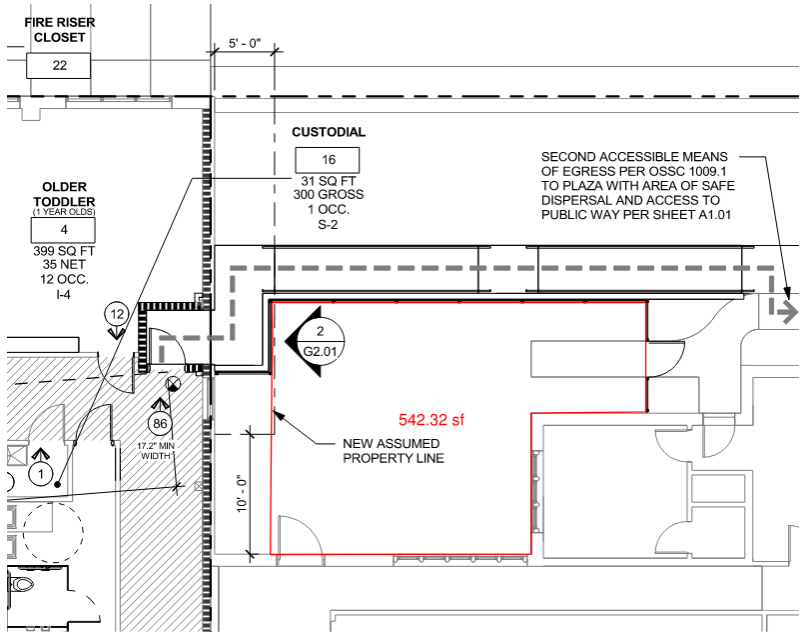 FIRE RISER
CLOSET
22
5' - 0"
CUSTODIAL
16
31 SQ FT
300 GROSS
1 OCC.
S-2
SECOND ACCESSIBLE MEANS
OF EGRESS PER OSSC 1009.1
TO PLAZA WITH AREA OF SAFE
DISPERSAL AND ACCESS TO
PUBLIC WAY PER SHEET A1.01
OLDER
TODDLER
(1 YEAR OLDS)
4
399 SQ FT
35 NET
12 OCC.
I-4
12
2
G2.01
542.32 sf
86
17.2" MIN
WIDTH
NEW ASSUMED
PROPERTY LINE
1
10' - 0"